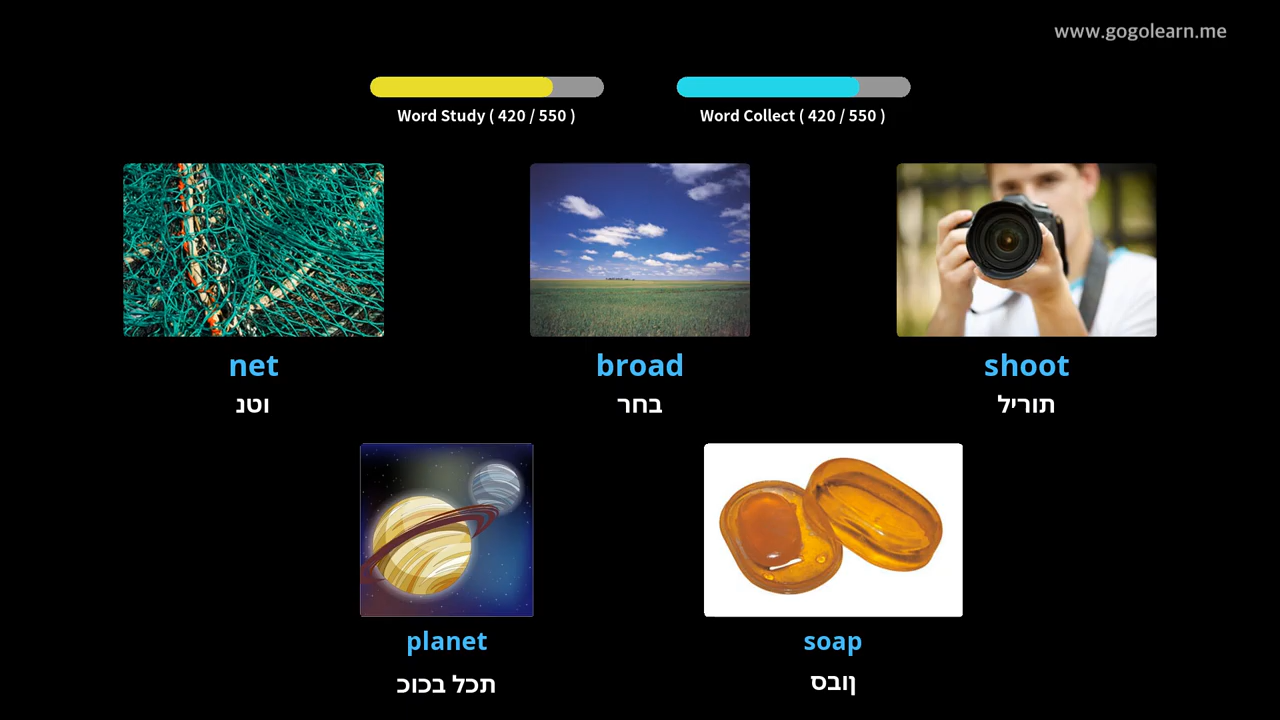 www.gogolearn.me
Word Study ( 420 / 550 )
Word Collect ( 420 / 550 )
net
וטנ
broad
בחר
shoot
תוריל
planet
תכל בכוכ
soap
ןובס